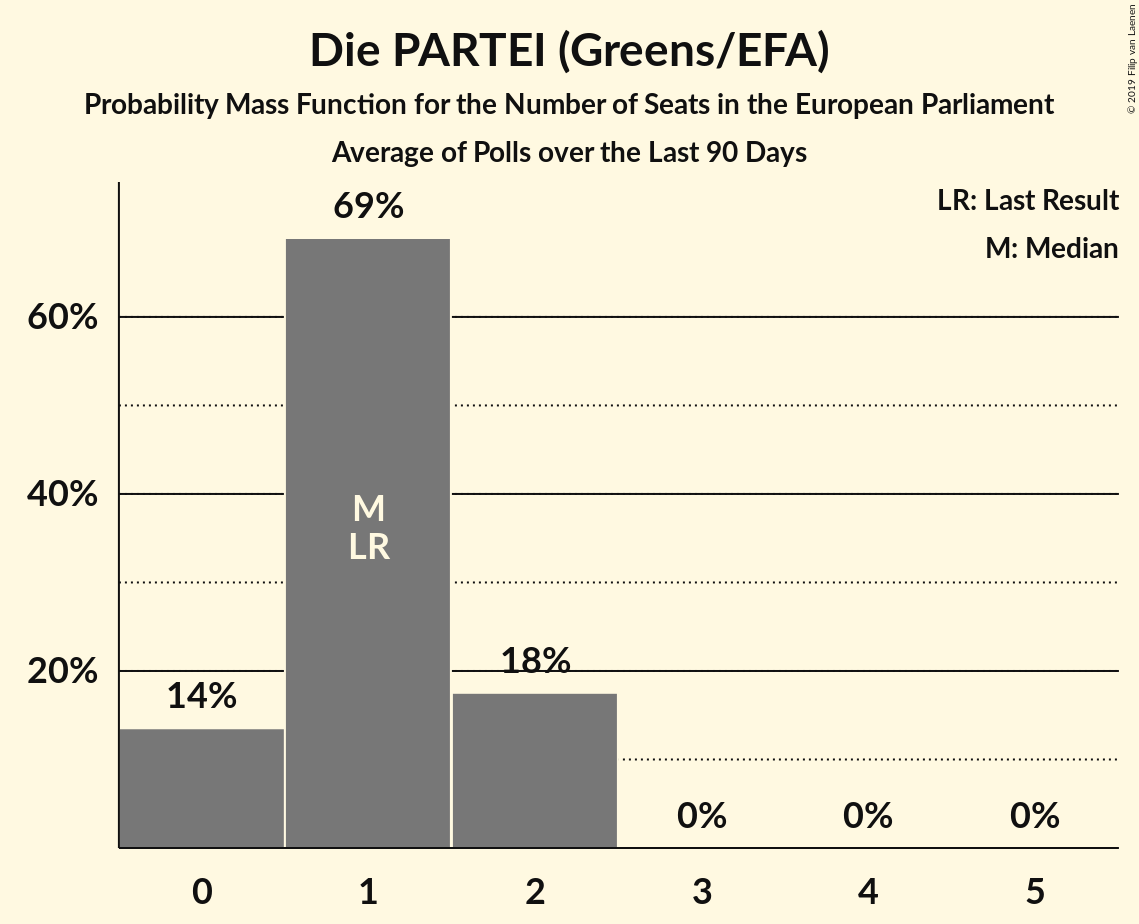 Die PARTEI (Greens/EFA)
Probability Mass Function for the Number of Seats in the European Parliament
Average of Polls over the Last 90 Days
© 2019 Filip van Laenen
LR: Last Result
M: Median
69%
60%
40%
M
LR
20%
18%
14%
0%
0%
0%
0
1
2
3
4
5